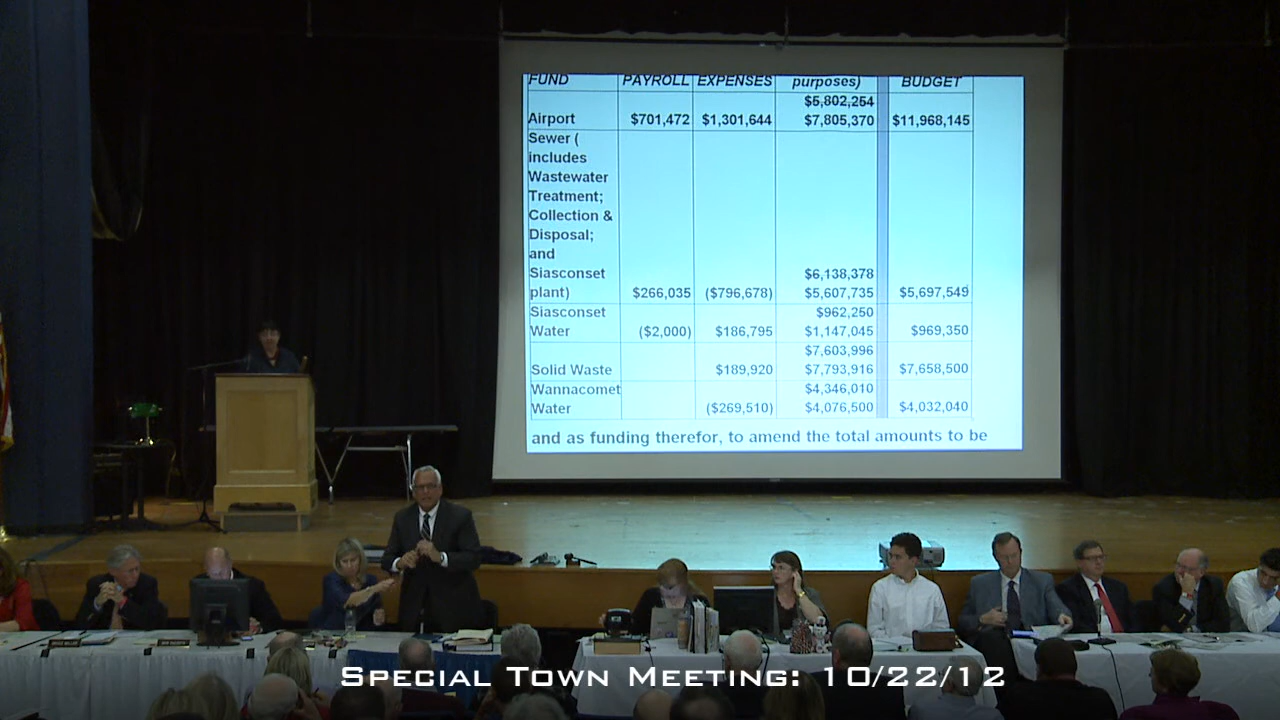 FUND PAYROLL EXPENSES purposes) BUDGET
$5,802,254
Airport $701,472 $1,301,644 $7,805,370 $11,968,145
Sewer (
includes
Wastewater
Treatment;
Collection &
Disposal;
and
Siasconset $6,138,378
plant) $266,035 ($796,678) $5,607,735 $5,697,549
Siasconset $962,250
Water ($2,000) $186,795 $1,147,045 $969,350
$7,603,996
Solid Waste $189,920 $7,793,916 $7,658,500
Wannacomet $4,346,010
Water ($269,510) $4,076,500 $4,032,040
and as funding therefor, to amend the total amounts to be
Special Town Meeting: 10/22/12